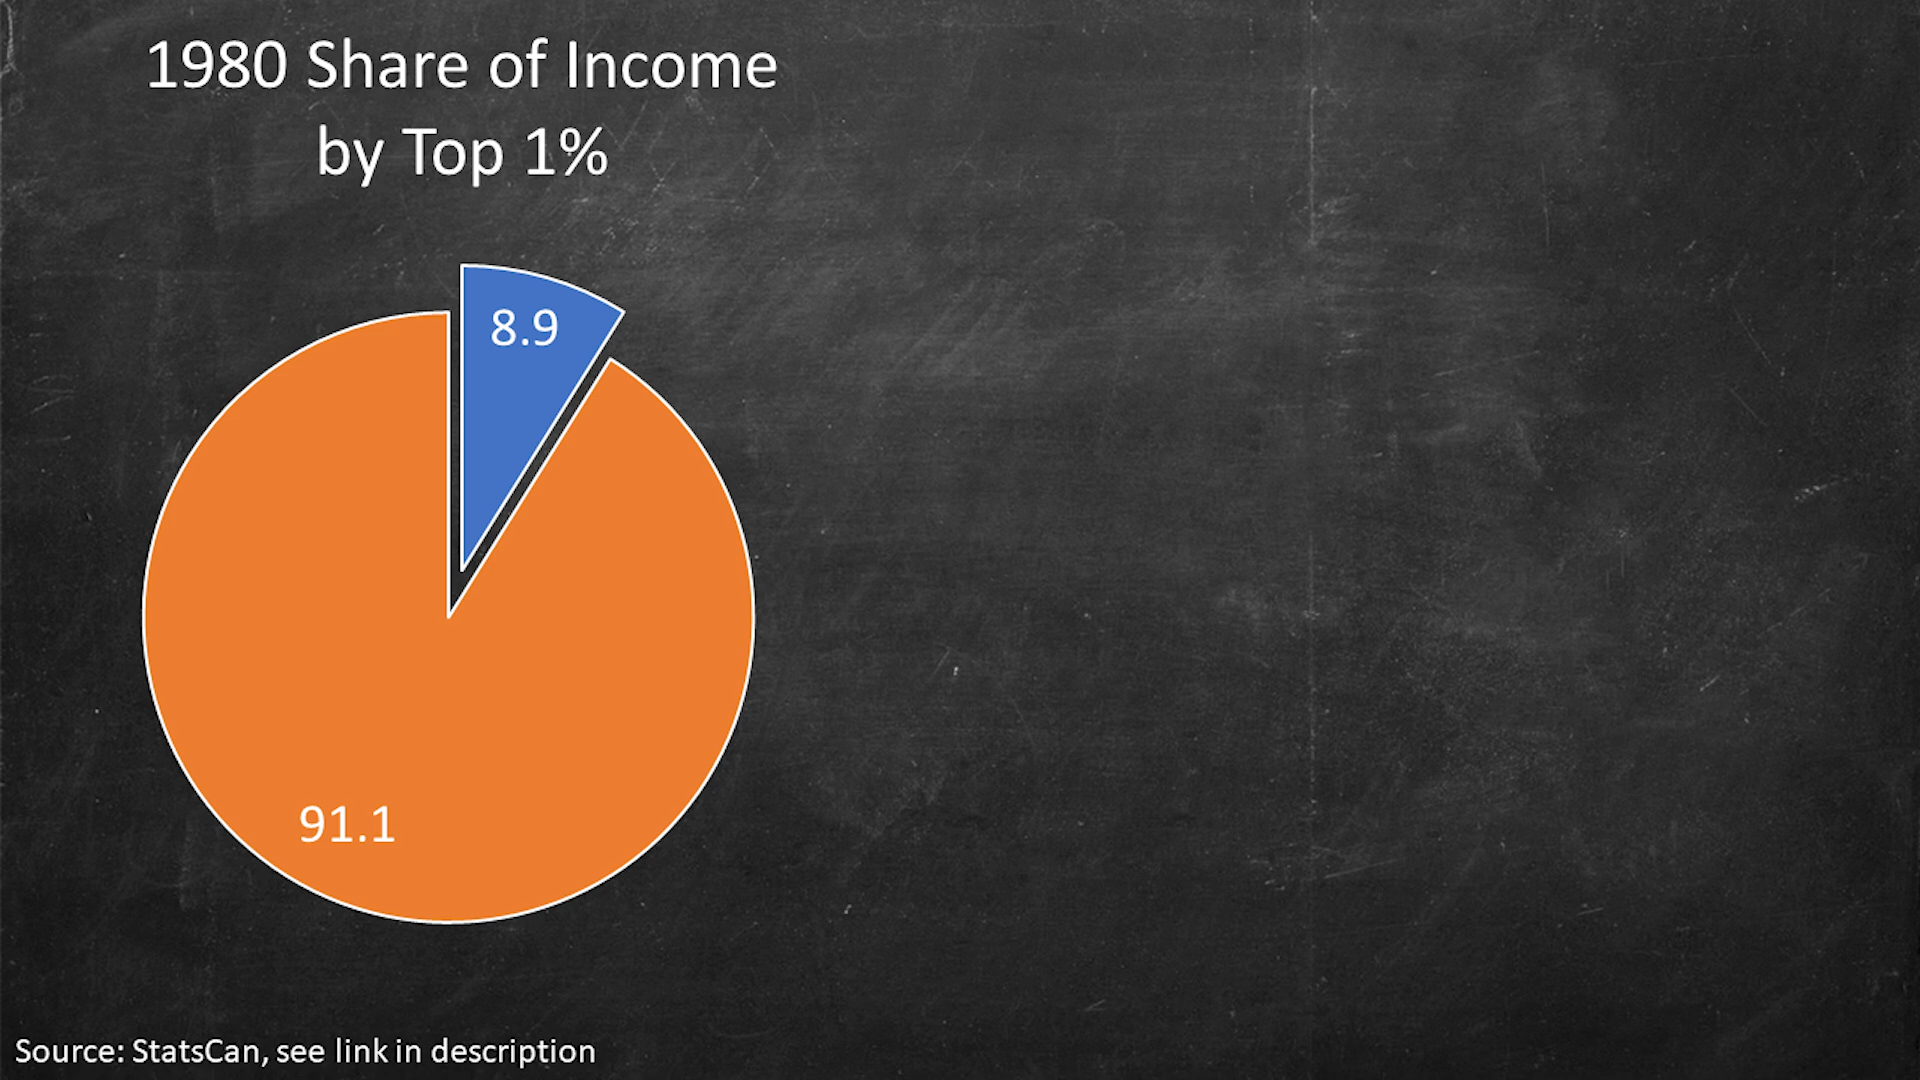 1980 Share of Income
by Top 1%
8.9
91.1
Source: StatsCan, see link in description